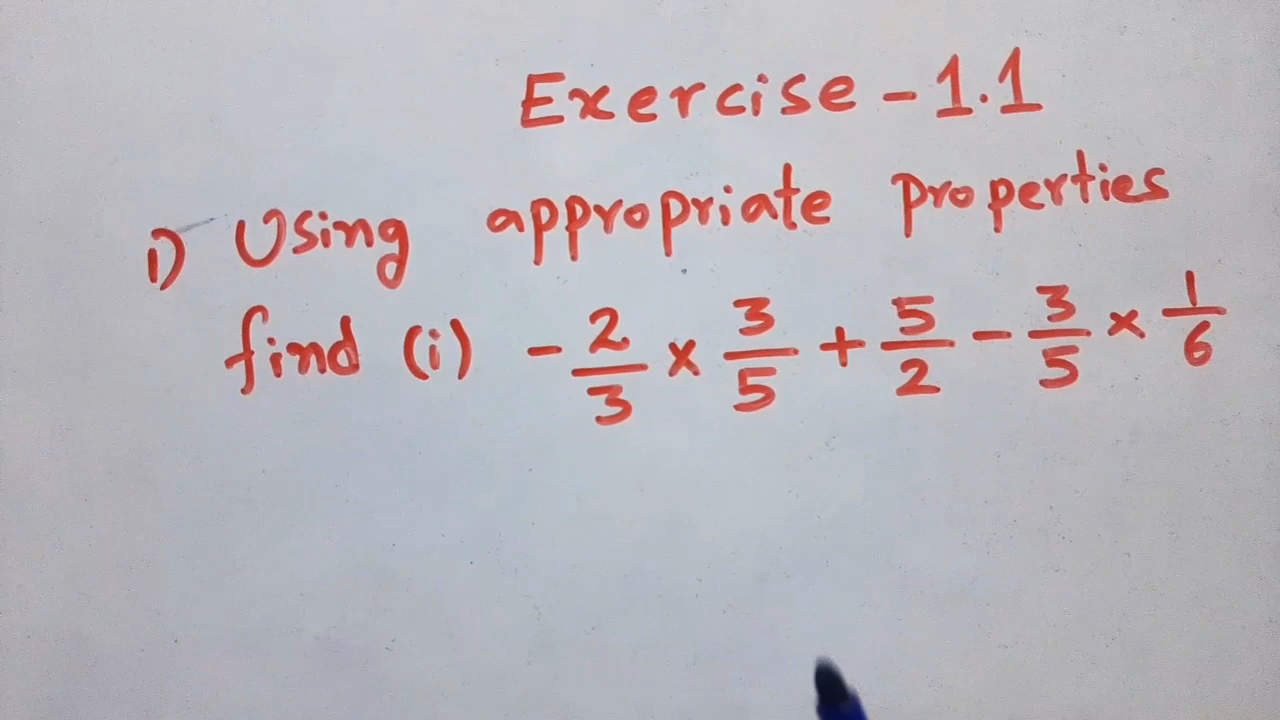 Exercise - 1.1
1) Using appropriate properties
find (i) - 2/3 × 3/5 + 5/2 - 3/5 × 1/6